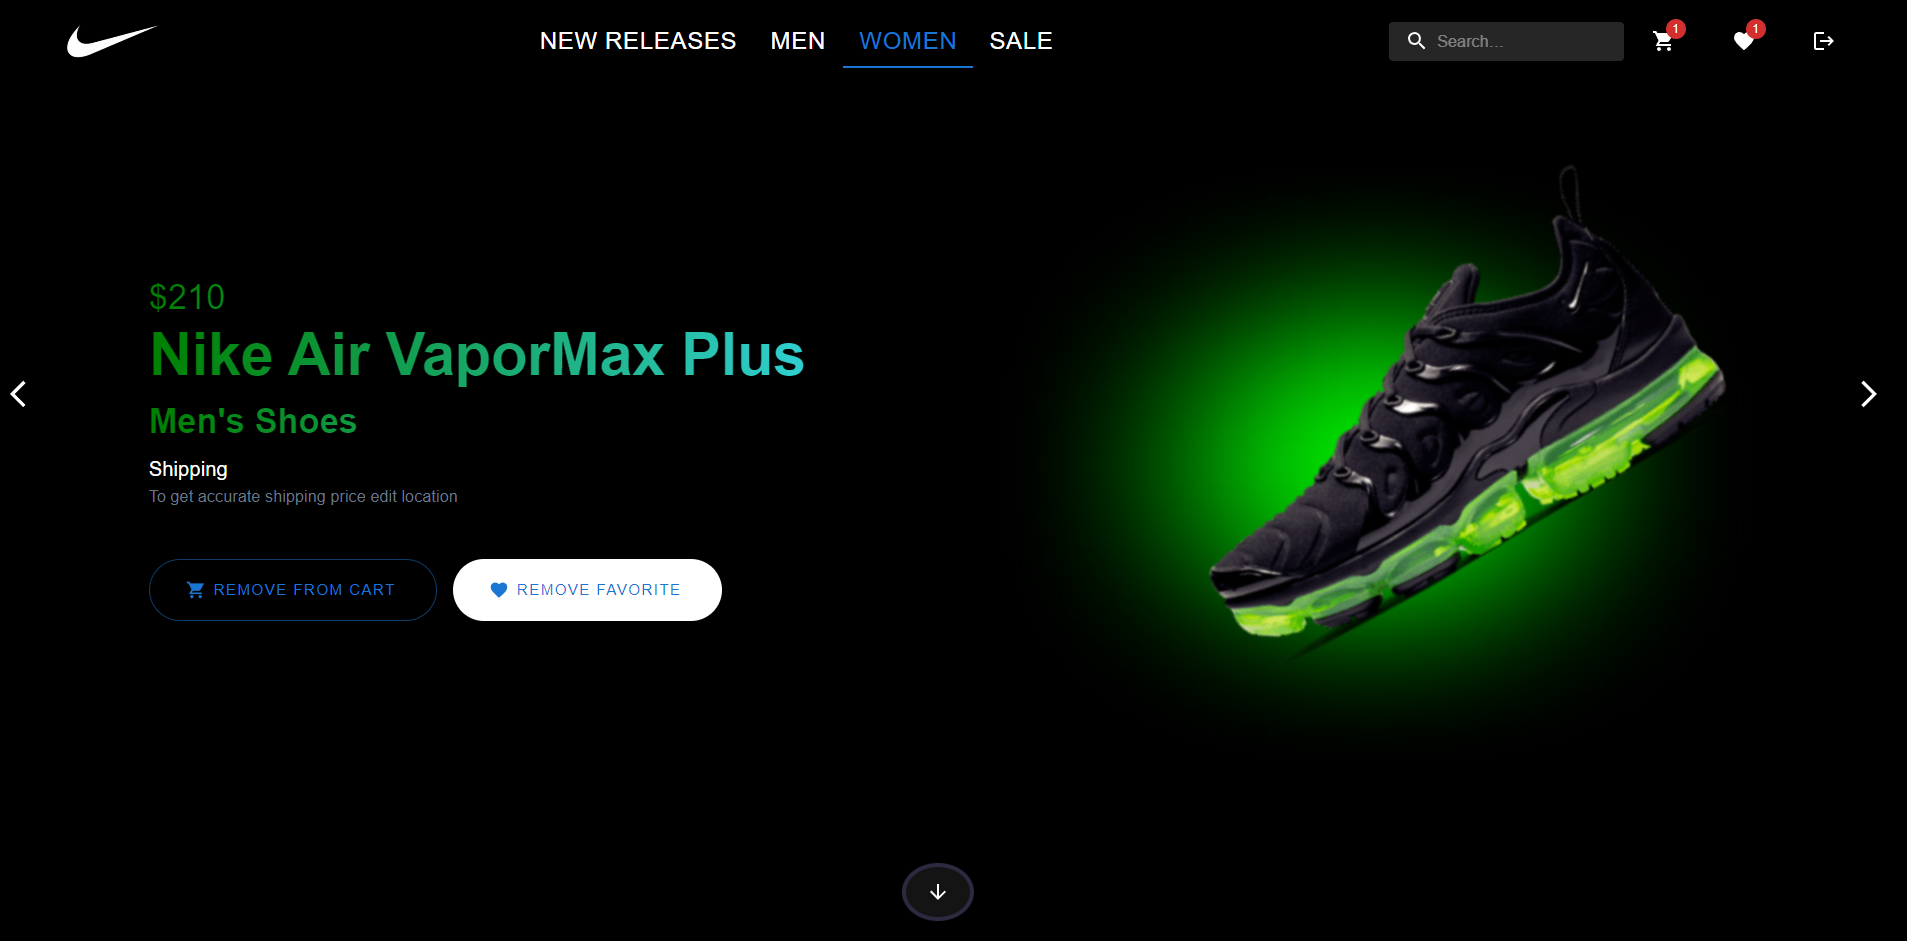 NEW RELEASES MEN WOMEN SALE
Search...
1
1
$210
Nike Air VaporMax Plus
Men's Shoes
Shipping
To get accurate shipping price edit location
REMOVE FROM CART
REMOVE FAVORITE